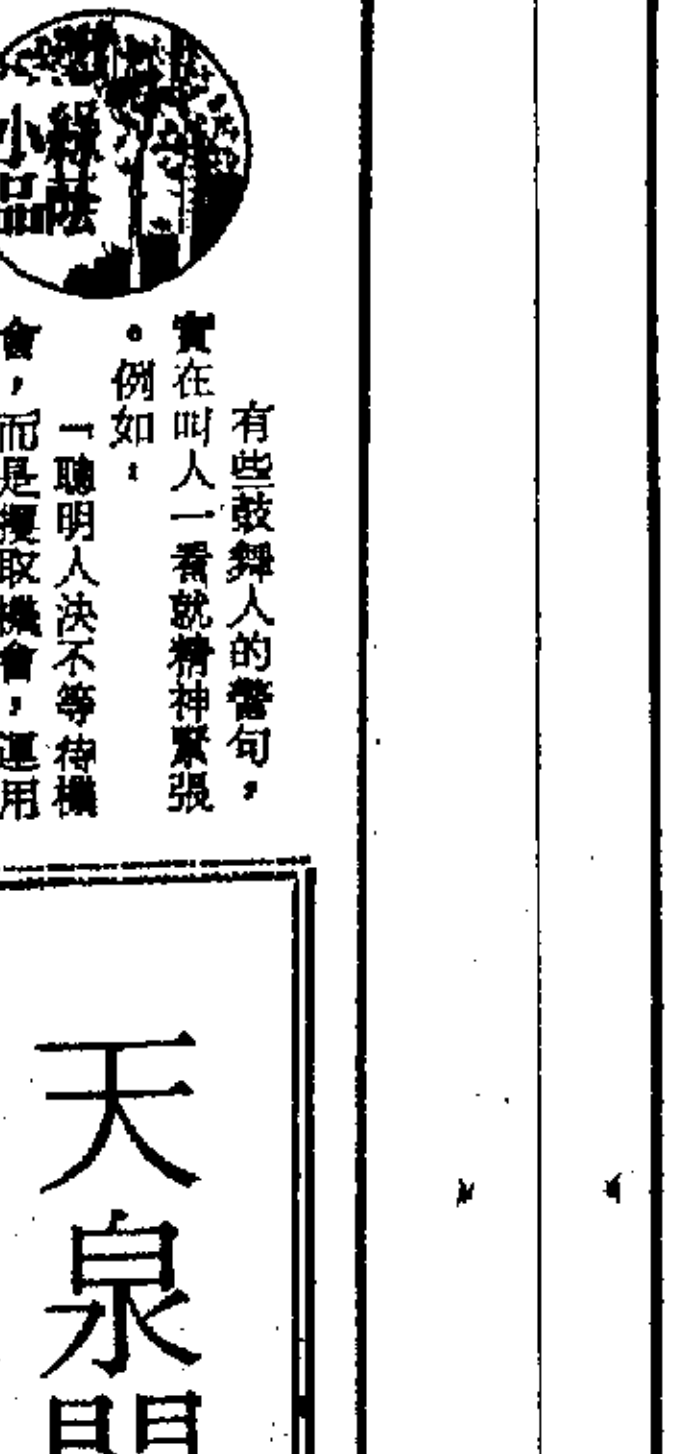 綠蔭
小品
有些鼓舞人的警句，
實在叫人一看就精神緊張
。例如：
「聰明人決不等待機
會，而是攫取機會，運用
天泉